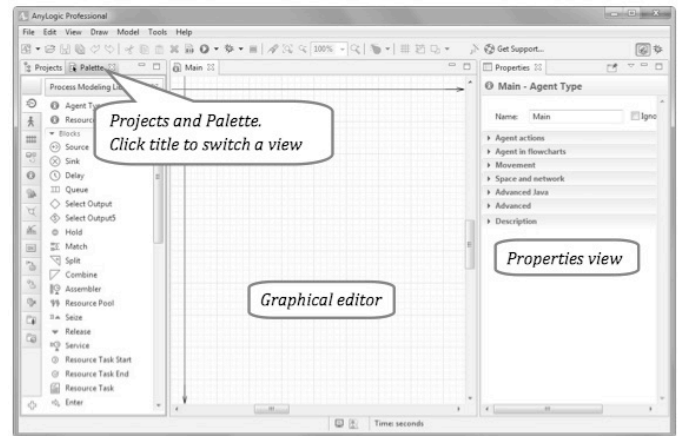 AnyLogic Professional
File Edit View Draw Model Tools Help
100%
Get Support...
Projects Palette
Main
Properties
Process Modeling Li
Main - Agent Type
Agent Ty
Resourc
Name: Main Igno
Projects and Palette.
Click title to switch a view
Blocks
Source
Sink
Delay
Queue
Select Output
Select Output5
Hold
Match
Split
Combine
Assembler
Resource Pool
Seize
Release
Service
Resource Task Start
Resource Task End
Resource Task
Enter
Agent actions
Agent in flowcharts
Movement
Space and network
Advanced Java
Advanced
Description
Graphical editor
Properties view
Time: seconds